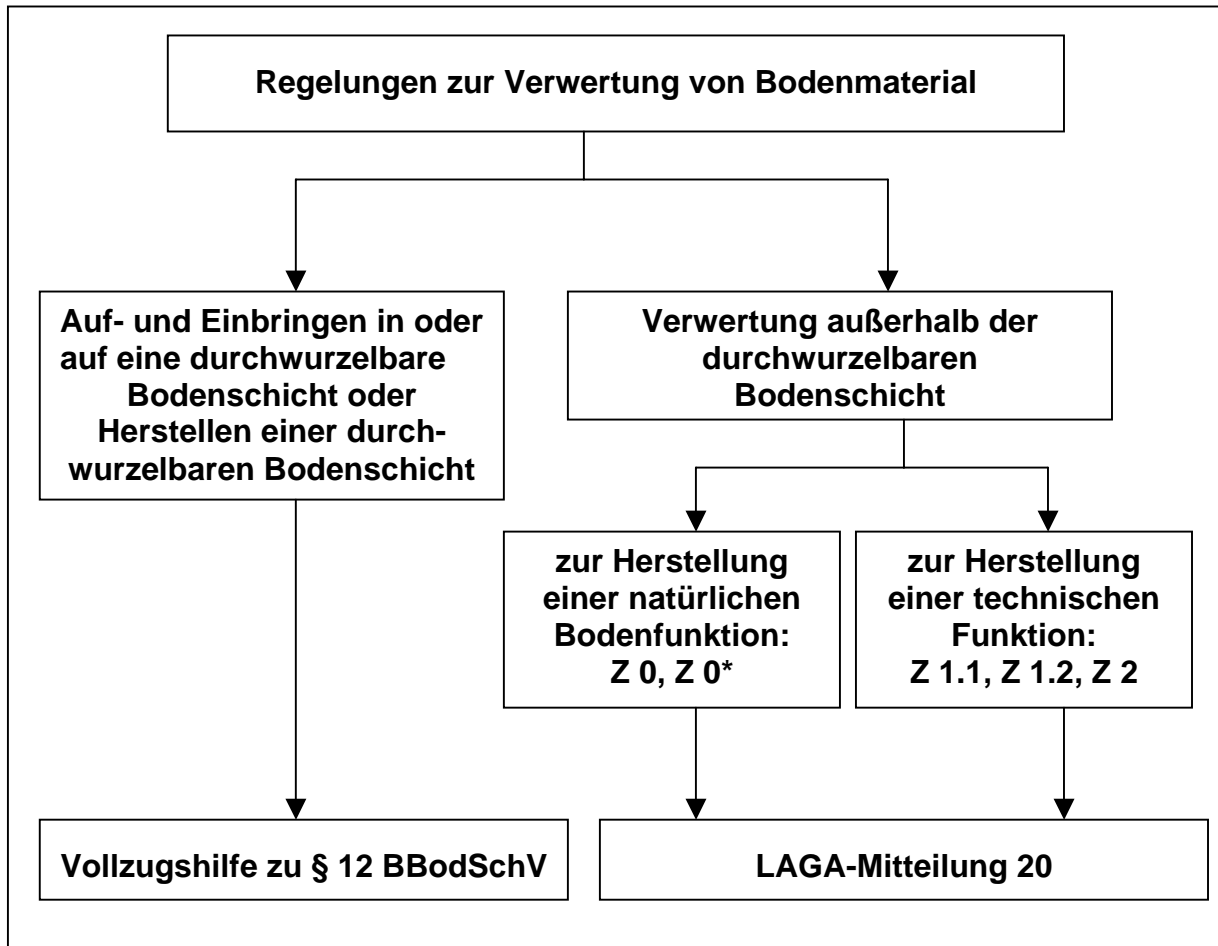 Regelungen zur Verwertung von Bodenmaterial
Auf- und Einbringen in oder
auf eine durchwurzelbare
Bodenschicht oder
Herstellen einer durch-
wurzelbaren Bodenschicht
Verwertung außerhalb der
durchwurzelbaren
Bodenschicht
zur Herstellung
einer natürlichen
Bodenfunktion:
Z 0, Z 0*
zur Herstellung
einer technischen
Funktion:
Z 1.1, Z 1.2, Z 2
Vollzugshilfe zu § 12 BBodSchV
LAGA-Mitteilung 20